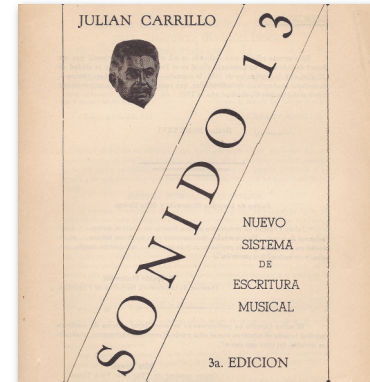 JULIAN CARRILLO
SONIDO 13
NUEVO
SISTEMA
DE
ESCRITURA
MUSICAL
3a. EDICION